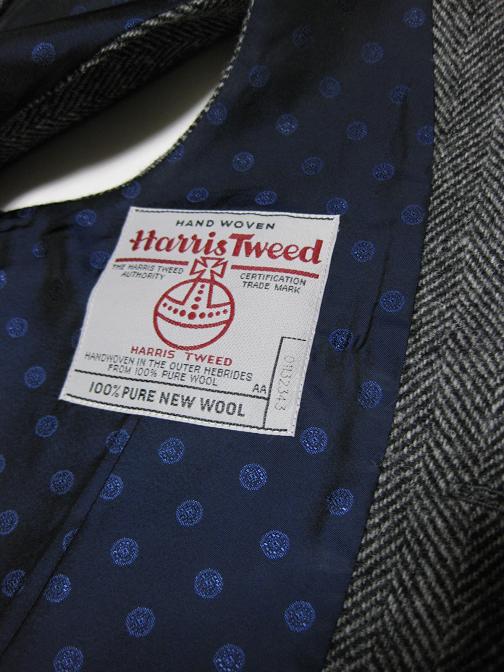 HAND WOVEN
Harris Tweed
THE HARRIS TWEED AUTHORITY
CERTIFICATION TRADE MARK
HARRIS TWEED
HANDWOVEN IN THE OUTER HEBRIDES
FROM 100% PURE WOOL
AA
100% PURE NEW WOOL